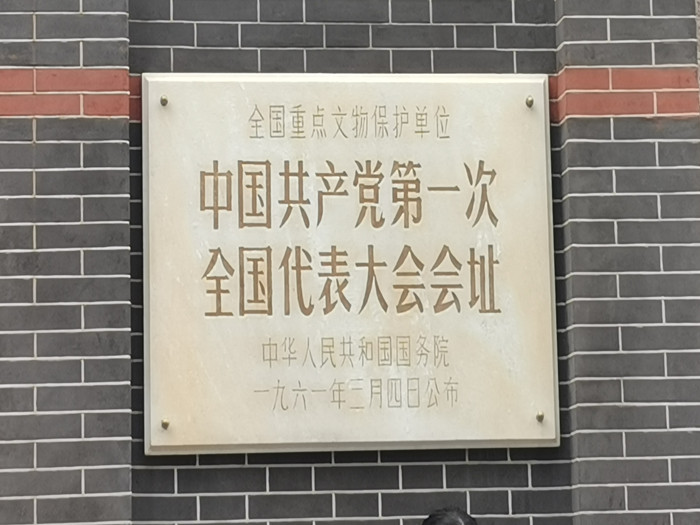 全国重点文物保护单位
中国共产党第一次
全国代表大会会址
中华人民共和国国务院
一九六一年三月四日公布